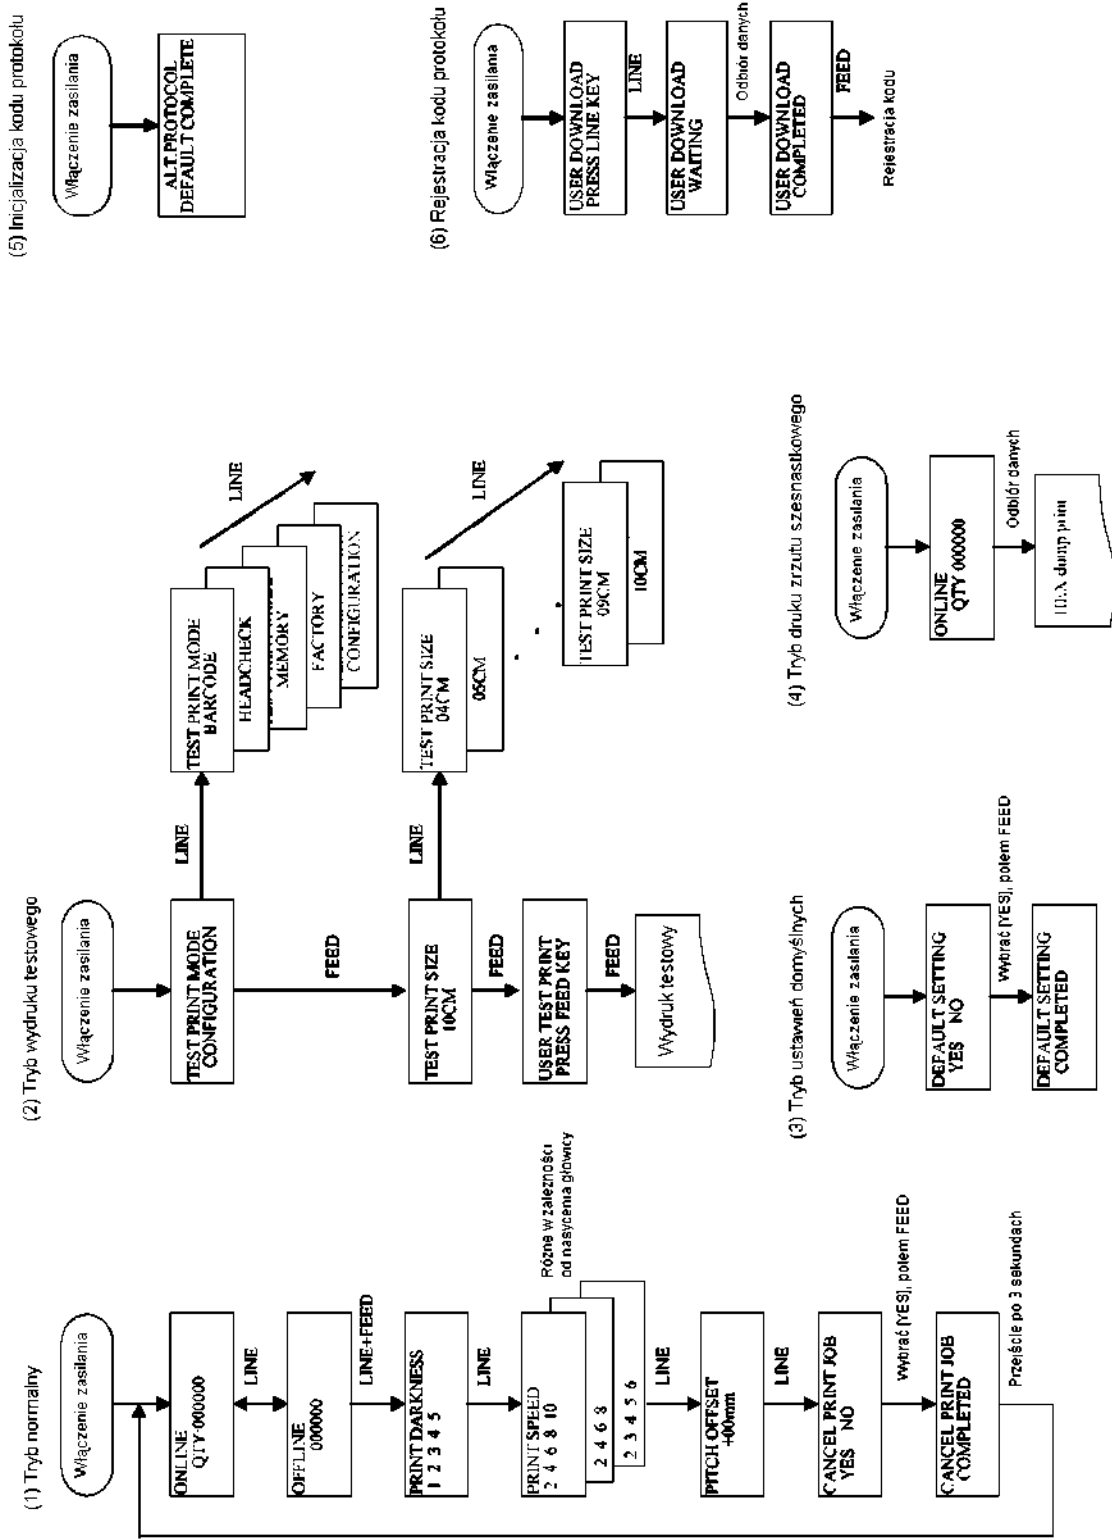 (1) Tryb normalny
Włączenie zasilania
ONLINE
QTY:000000
LINE
OFFLINE
000000
LINE+FEED
PRINT DARKNESS
1 2 3 4 5
LINE
PRINT SPEED
2 4 6 8 10
2 4 6 8
2 3 4 5 6
Różne w zależności
od nasycenia głowicy
LINE
PITCH OFFSET
+00mm
LINE
CANCEL PRINT JOB
YES NO
Wybrać [YES], potem FEED
CANCEL PRINT JOB
COMPLETED
Przejście po 3 sekundach
(2) Tryb wydruku testowego
Włączenie zasilania
TEST PRINT MODE
CONFIGURATION
LINE
TEST PRINT MODE
BARCODE
HEADCHECK
MEMORY
FACTORY
CONFIGURATION
LINE
FEED
TEST PRINT SIZE
10CM
LINE
TEST PRINT SIZE
04CM
05CM
LINE
TEST PRINT SIZE
09CM
10CM
FEED
USER TEST PRINT
PRESS FEED KEY
FEED
Wydruk testowy
(3) Tryb ustawień domyślnych
Włączenie zasilania
DEFAULT SETTING
YES NO
Wybrać [YES], potem FEED
DEFAULT SETTING
COMPLETED
(4) Tryb druku zrzutu szesnastkowego
Włączenie zasilania
ONLINE
QTY 000000
Odbiór danych
dump print
(5) Inicjalizacja kodu protokołu
Włączenie zasilania
ALT.PROTOCOL
DEFAULT COMPLETE
(6) Rejestracja kodu protokołu
Włączenie zasilania
USER DOWNLOAD
PRESS LINE KEY
LINE
USER DOWNLOAD
WAITING
Odbiór danych
USER DOWNLOAD
COMPLETED
FEED
Rejestracja kodu